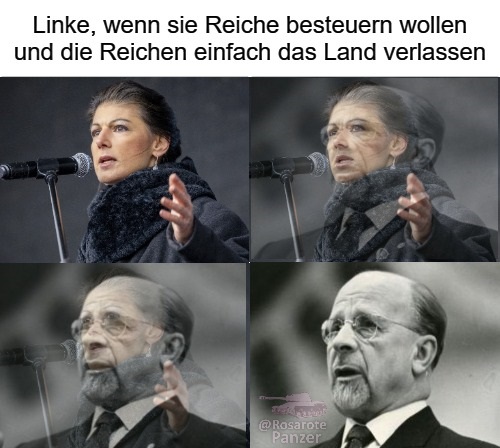 Linke, wenn sie Reiche besteuern wollen
und die Reichen einfach das Land verlassen
@Rosarote
Panzer